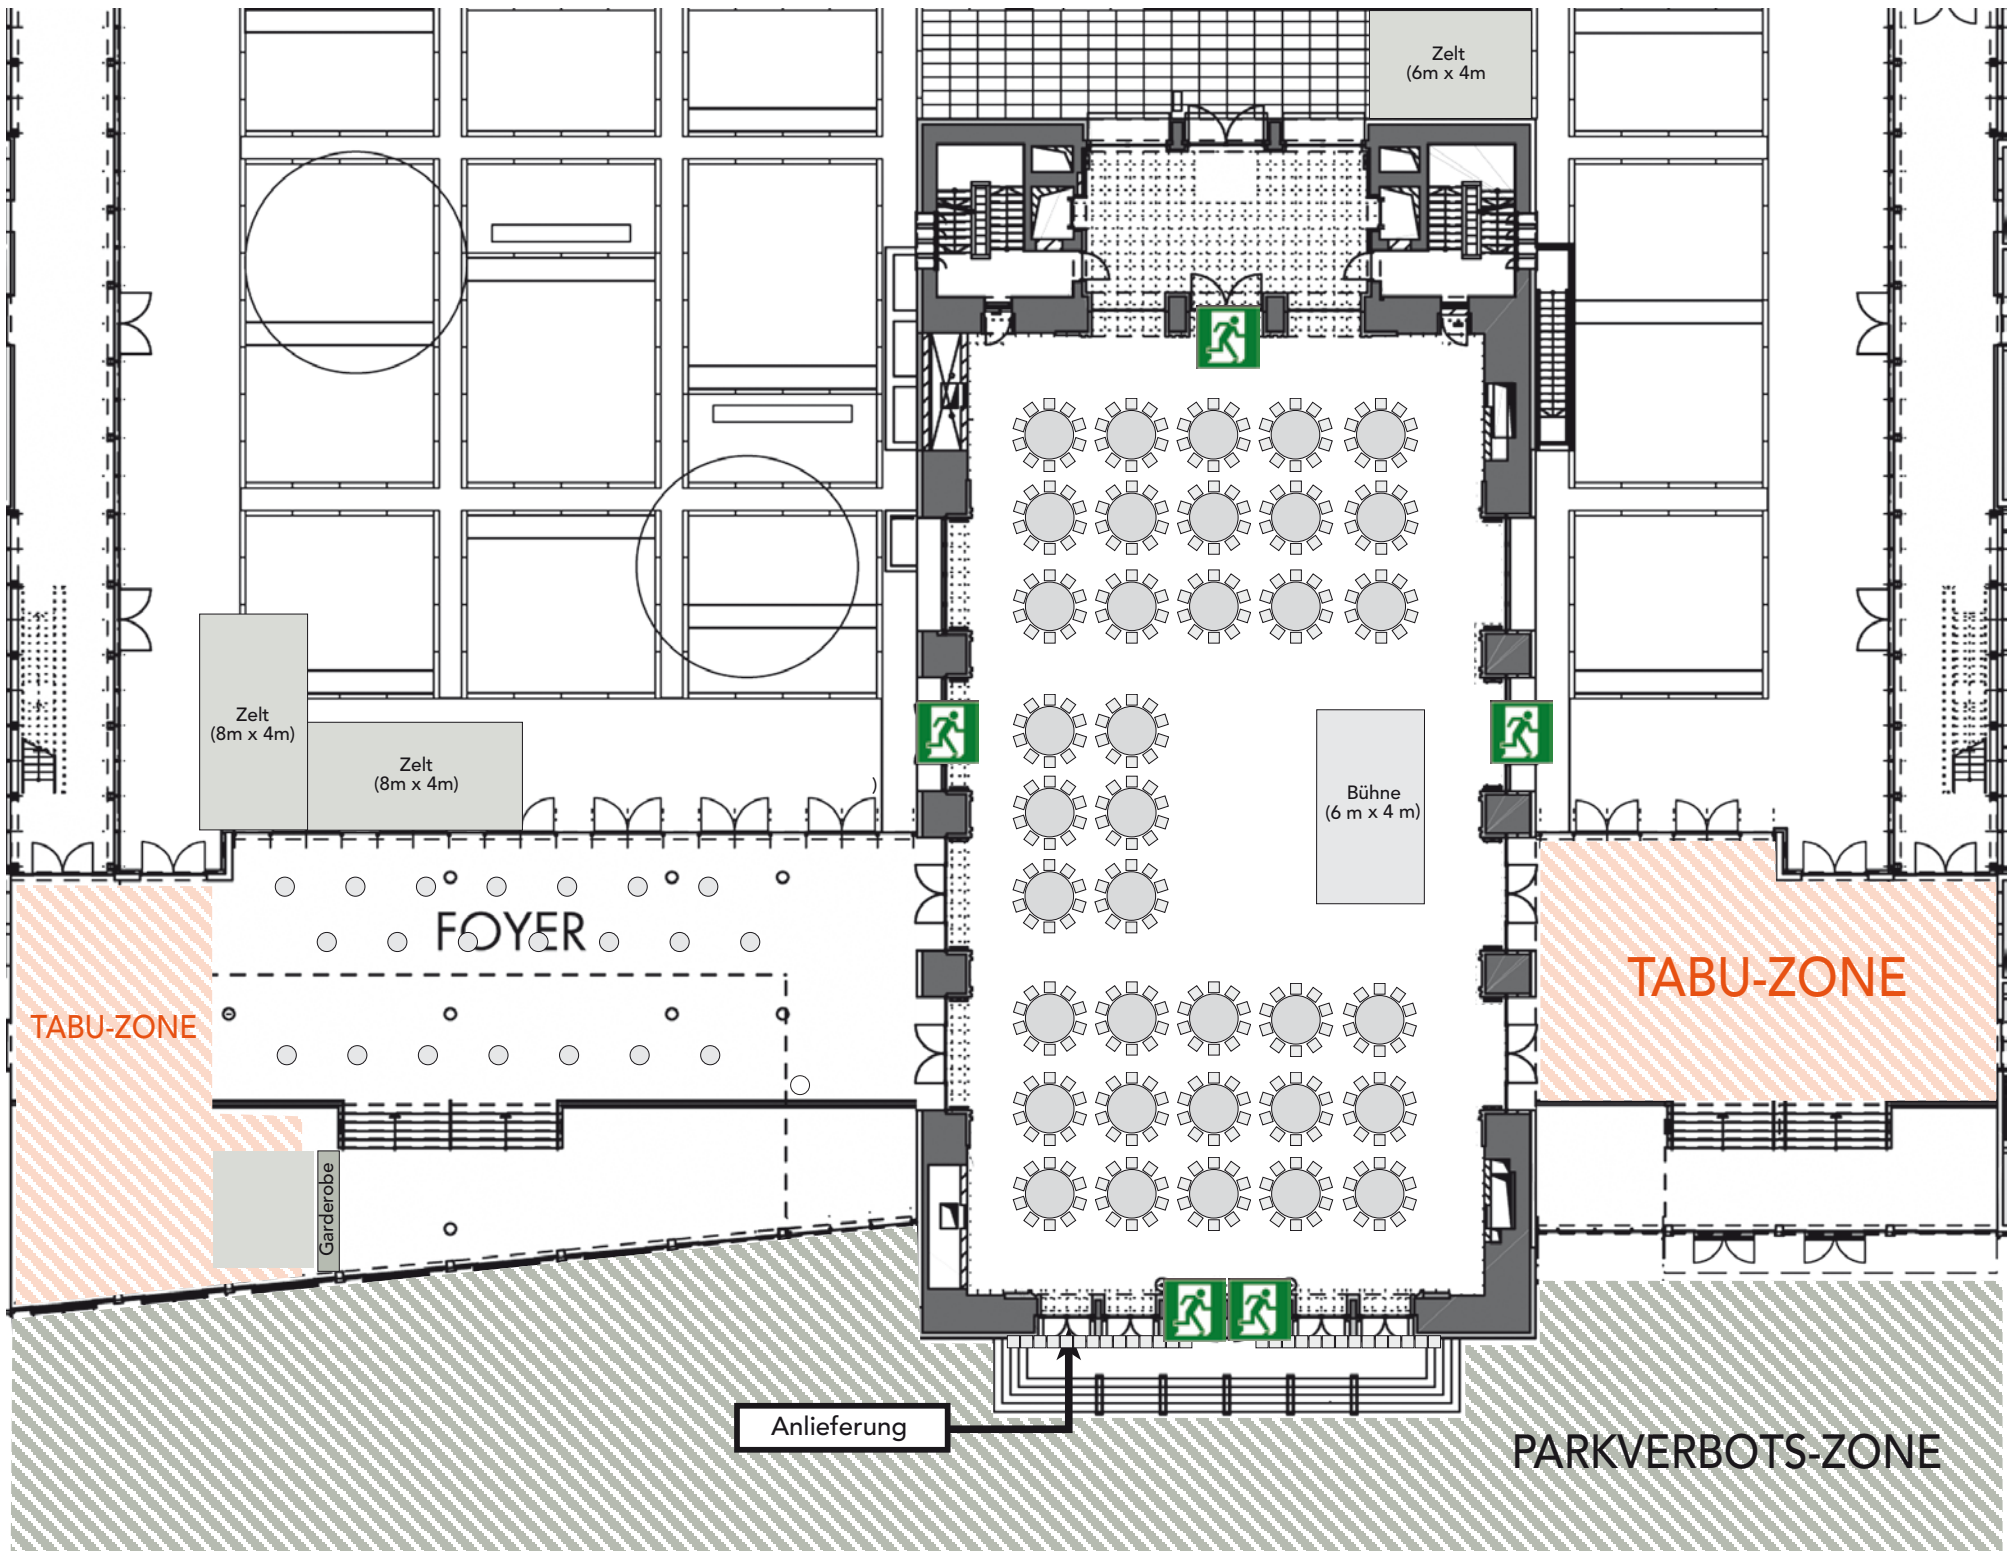 Zelt
(6m x 4m
Zelt
(8m x 4m)
Zelt
(8m x 4m)
)
Bühne
(6 m x 4 m)
FOYER
TABU-ZONE
TABU-ZONE
Garderobe
Anlieferung
PARKVERBOTS-ZONE